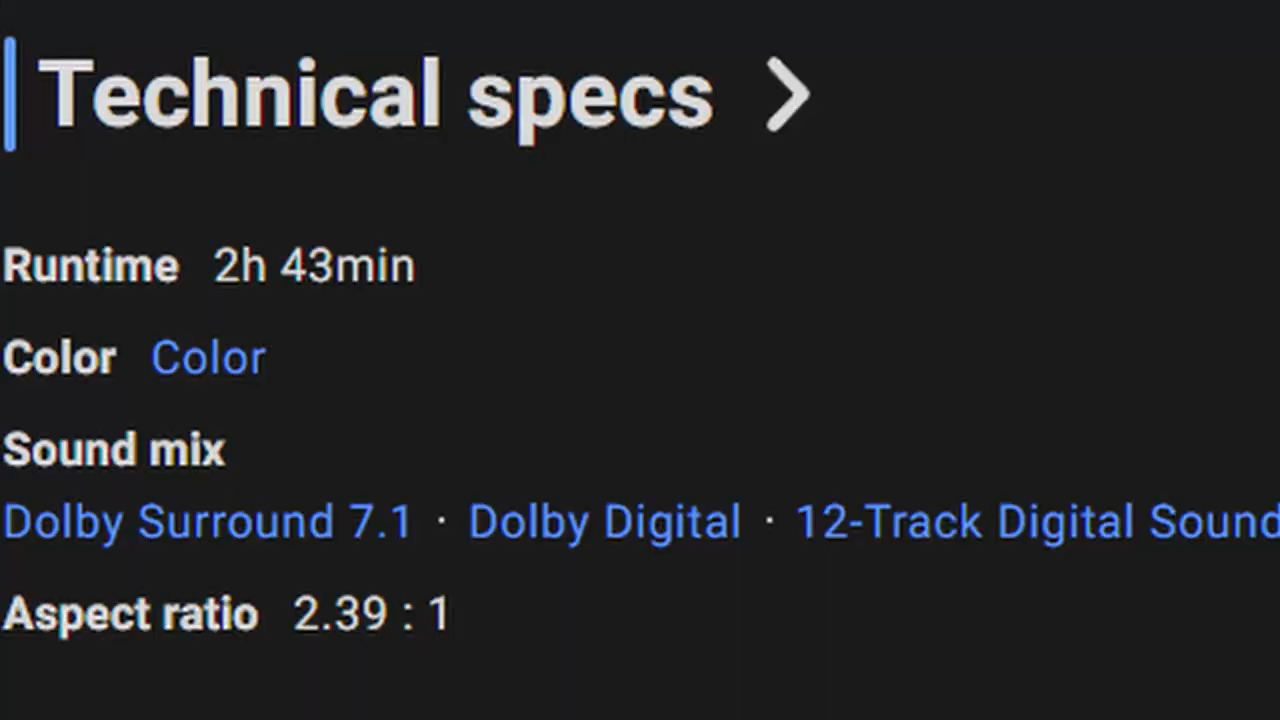 Technical specs
Runtime 2h 43min
Color Color
Sound mix
Dolby Surround 7.1 · Dolby Digital · 12-Track Digital Sound
Aspect ratio 2.39 : 1